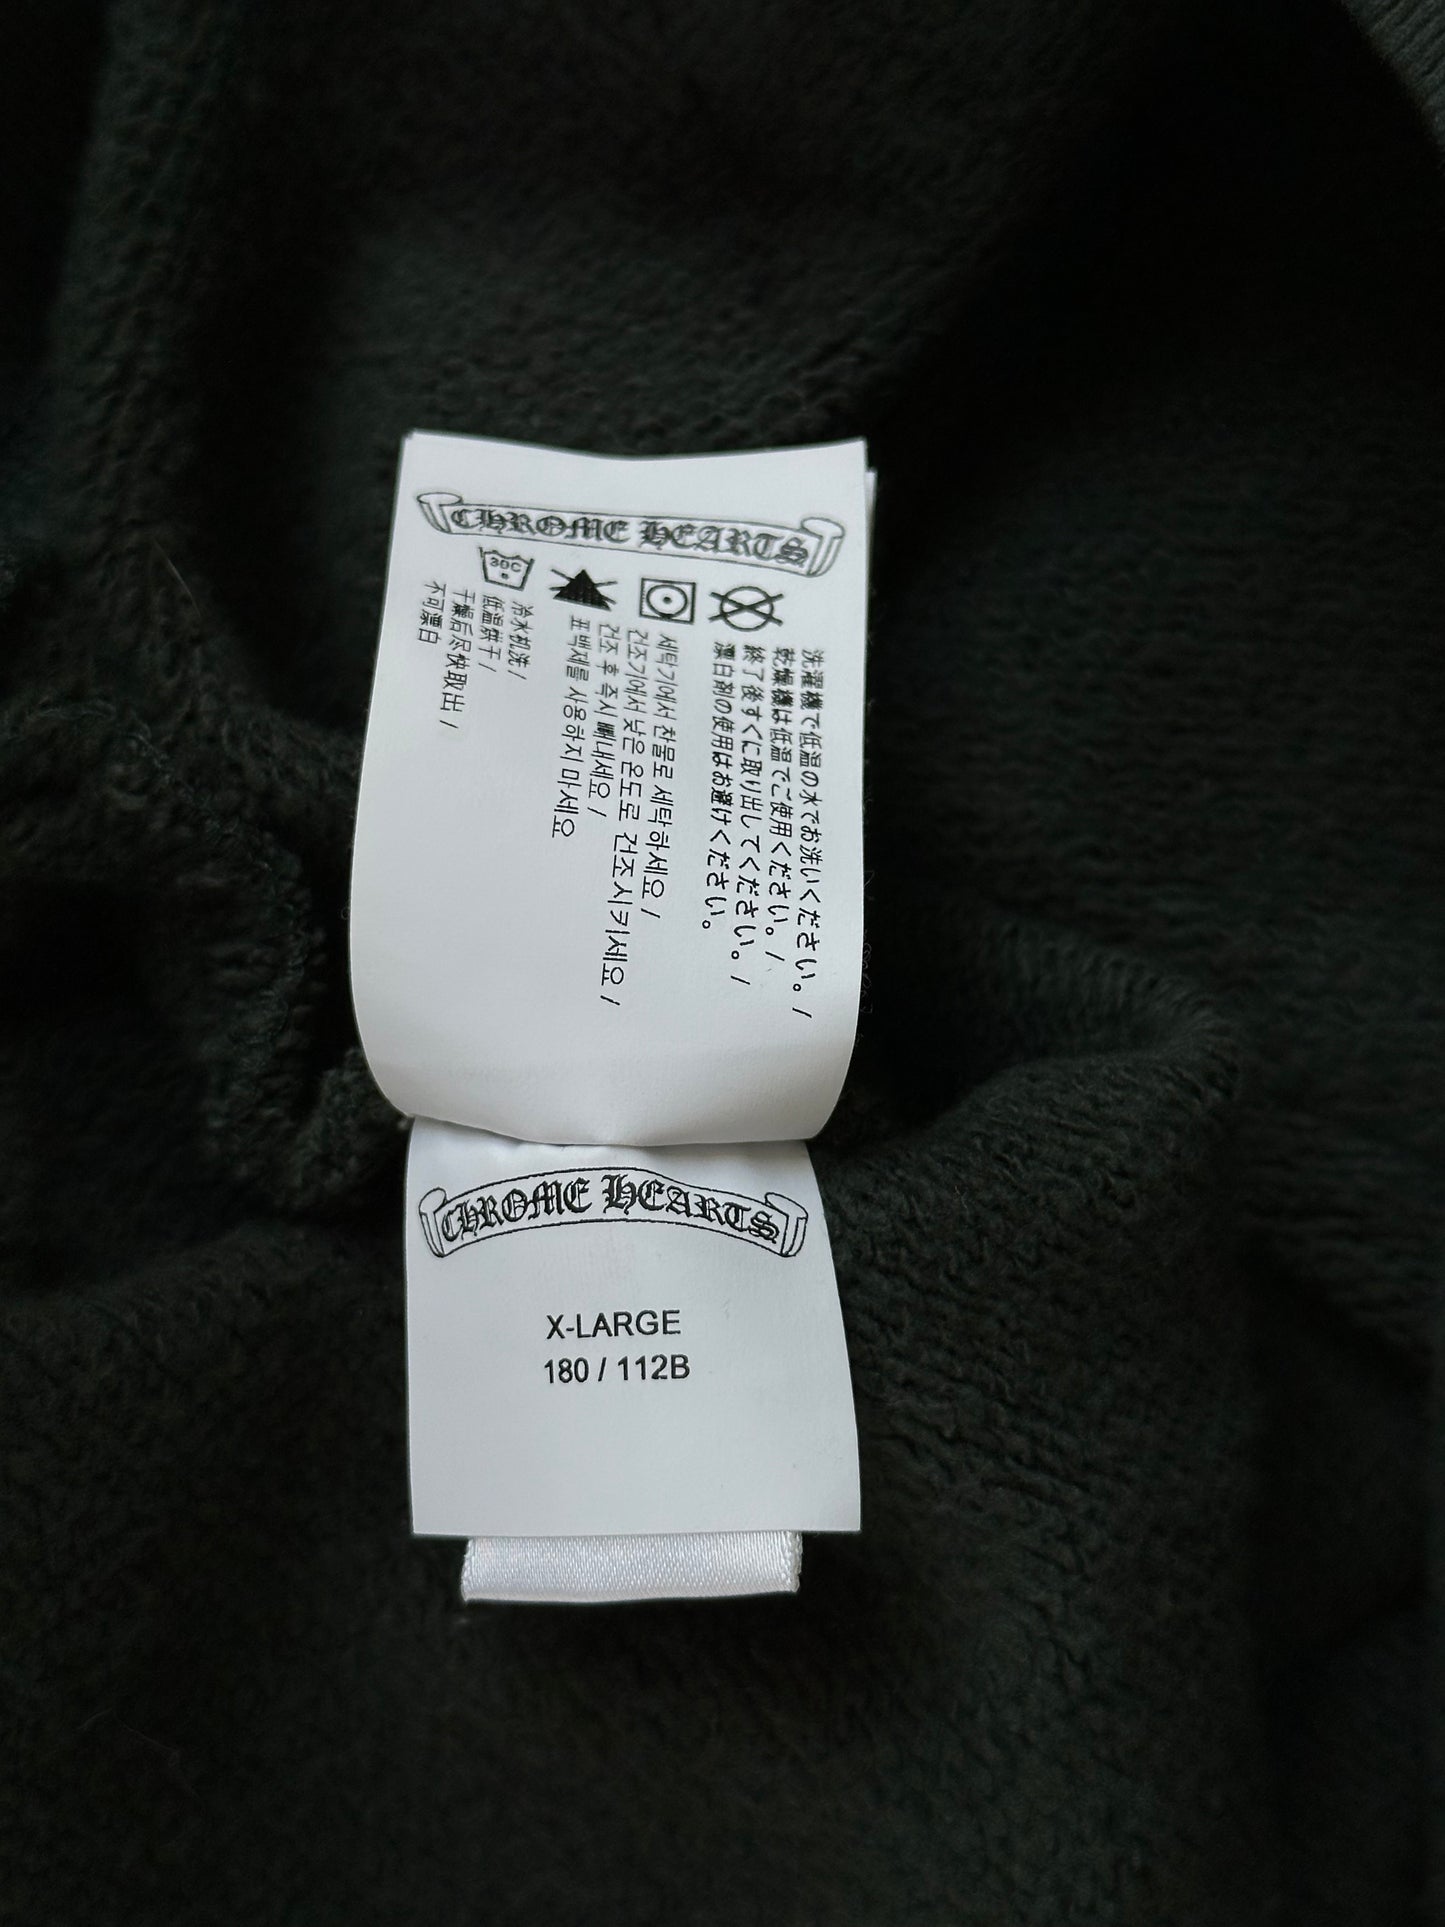 CHROME HEARTS
30C
冷水机洗 /
低温烘干 /
干燥后尽快取出 /
不可漂白
세탁기에서 찬물로 세탁하세요 /
건조기에서 낮은 온도로 건조시키세요 /
건조 후 즉시 빼내세요 /
표백제를 사용하지 마세요
洗濯機で低温の水でお洗いください。 /
乾燥機は低温でご使用ください。 /
終了後すぐに取り出してください。 /
漂白剤の使用はお避けください。
CHROME HEARTS
X-LARGE
180 / 112B